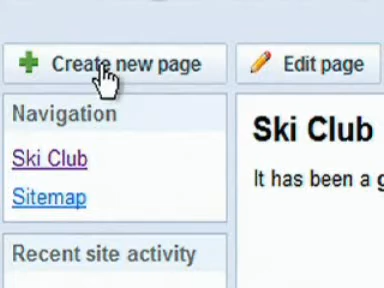 Create new page
Edit page
Navigation
Ski Club
Sitemap
Recent site activity
Ski Club
It has been a